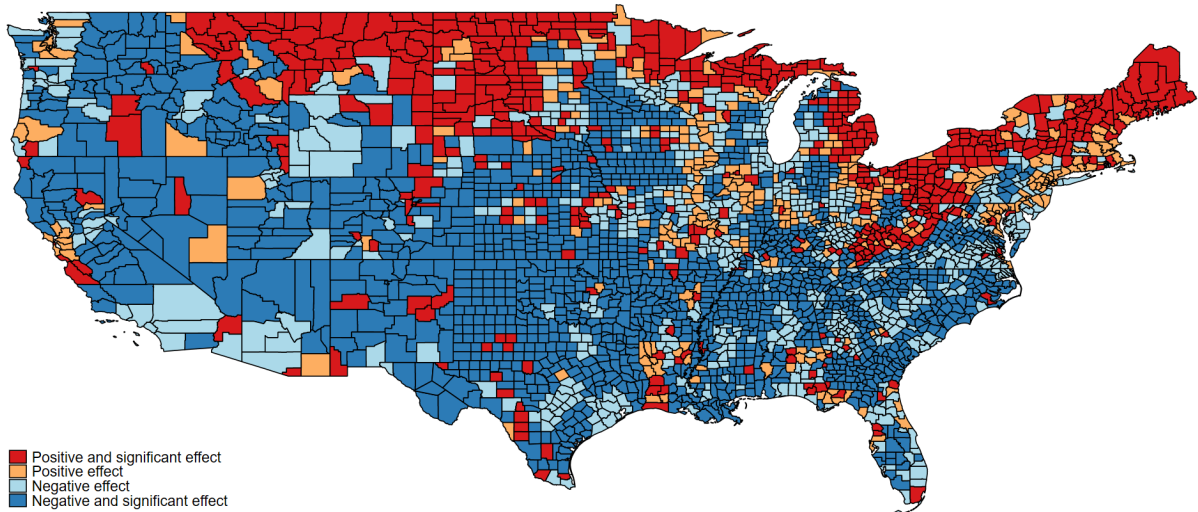 Positive and significant effect
Positive effect
Negative effect
Negative and significant effect